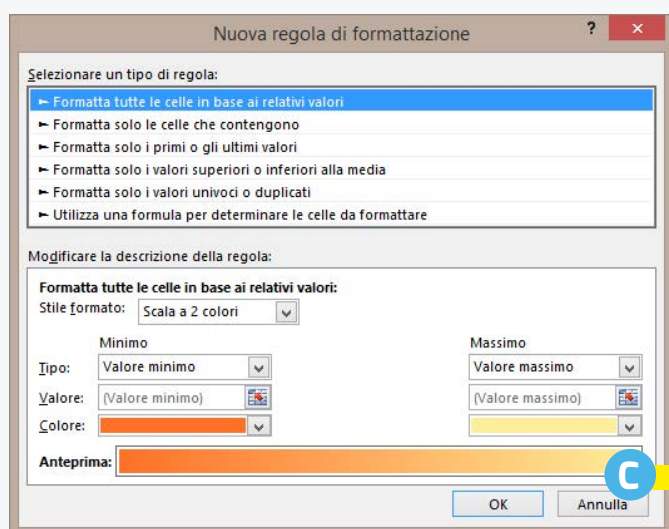 Nuova regola di formattazione ? ×
Selezionare un tipo di regola:
► Formatta tutte le celle in base ai relativi valori
► Formatta solo le celle che contengono
► Formatta solo i primi o gli ultimi valori
► Formatta solo i valori superiori o inferiori alla media
► Formatta solo i valori univoci o duplicati
► Utilizza una formula per determinare le celle da formattare
Modificare la descrizione della regola:
Formatta tutte le celle in base ai relativi valori:
Stile formato: Scala a 2 colori
Minimo Massimo
Tipo: Valore minimo Valore massimo
Valore: (Valore minimo) (Valore massimo)
Colore:
Anteprima:
C
OK Annulla